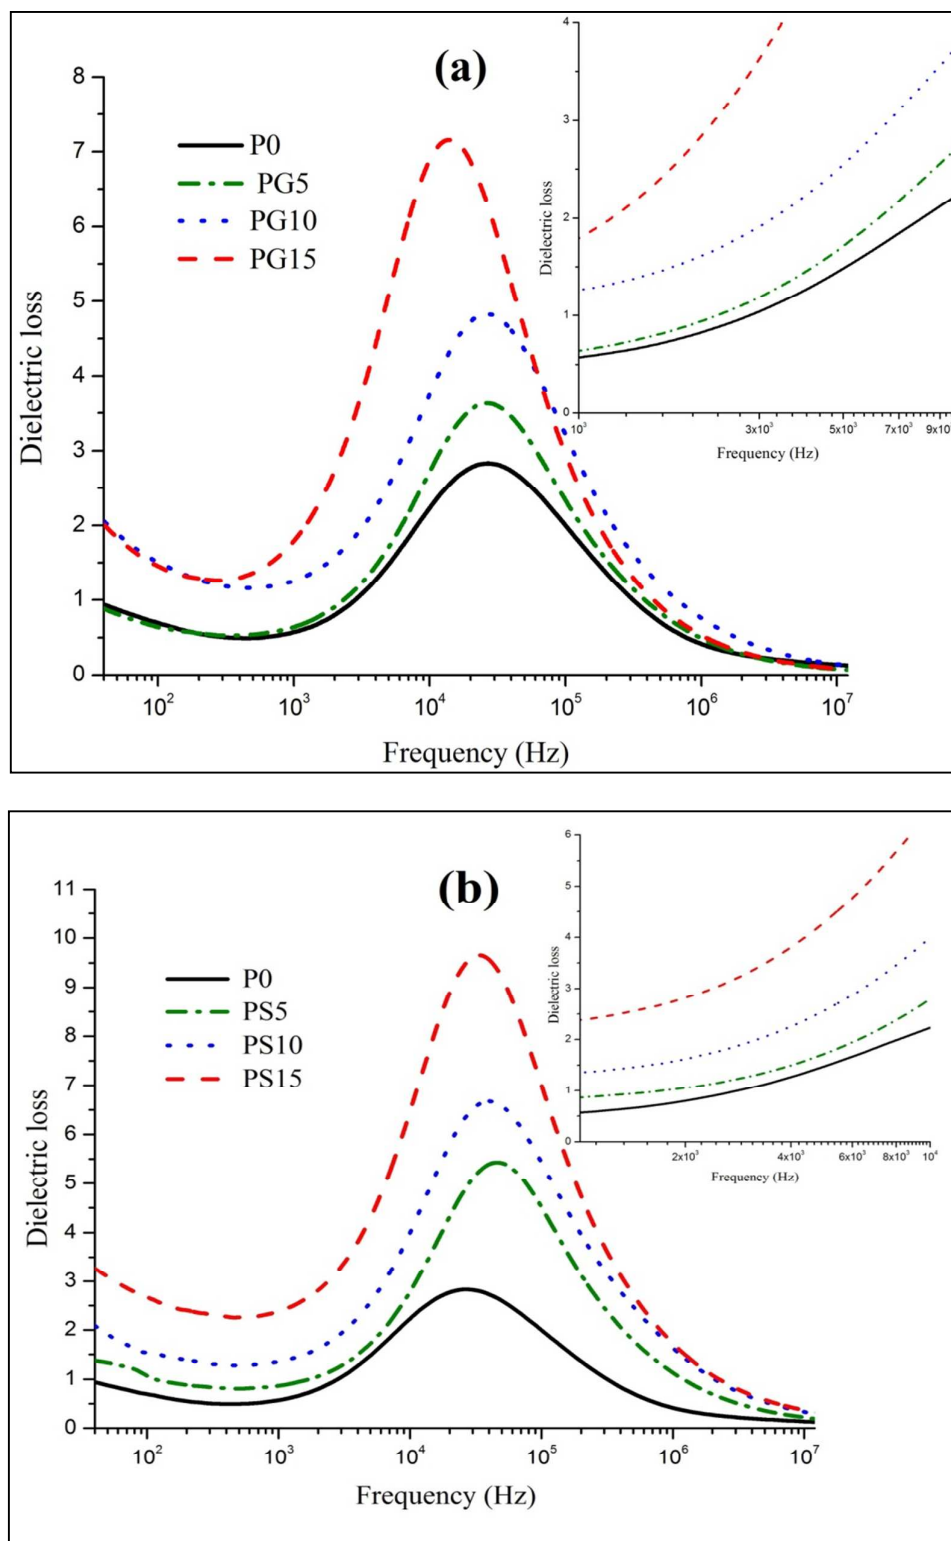 (a)
8
7
6
5
4
3
2
1
0
Dielectric loss
P0
PG5
PG10
PG15
10² 10³ 10⁴ 10⁵ 10⁶ 10⁷
Frequency (Hz)
4
3
2
1
0
Dielectric loss
10³ 3x10³ 5x10³ 7x10³
Frequency (Hz)
(b)
11
10
9
8
7
6
5
4
3
2
1
0
Dielectric loss
P0
PS5
PS10
PS15
10² 10³ 10⁴ 10⁵ 10⁶ 10⁷
Frequency (Hz)
6
5
4
3
2
1
0
Dielectric loss
2x10³ 4x10³ 6x10³ 8x10³ 10⁴
Frequency (Hz)